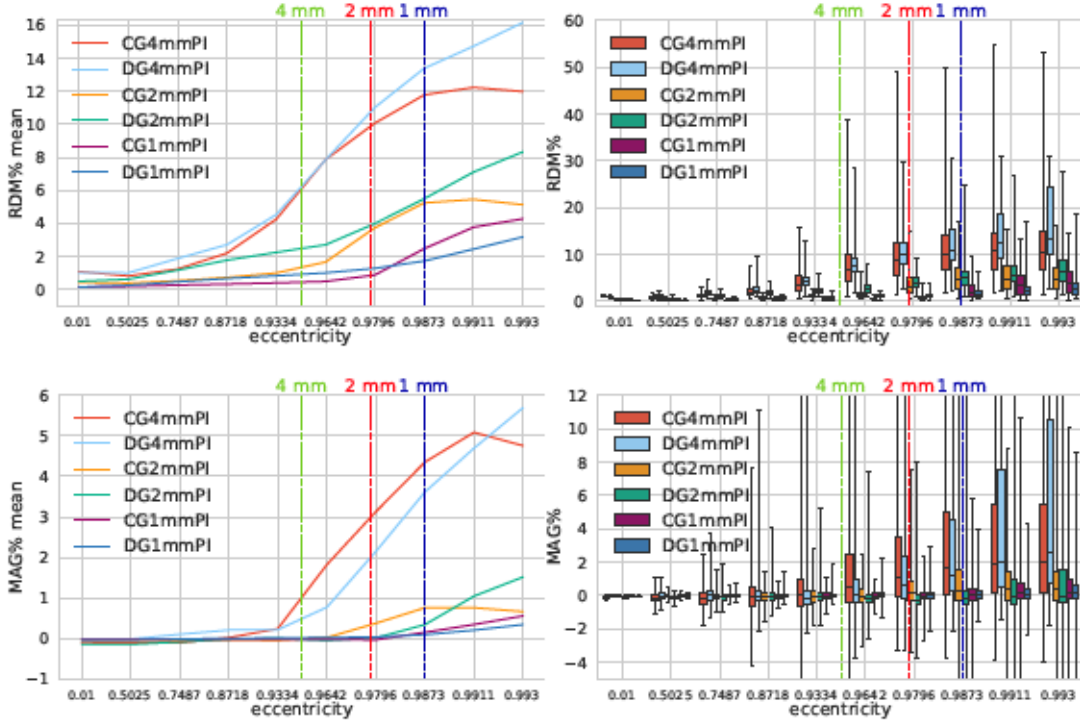 4 mm 2 mm 1 mm
16
14
12
10
8
6
4
2
0
RDM% mean
CG4mmPI
DG4mmPI
CG2mmPI
DG2mmPI
CG1mmPI
DG1mmPI
0.01 0.5025 0.7487 0.8718 0.9334 0.9642 0.9796 0.9873 0.9911 0.993
eccentricity
4 mm 2 mm 1 mm
60
50
40
30
20
10
0
RDM%
CG4mmPI
DG4mmPI
CG2mmPI
DG2mmPI
CG1mmPI
DG1mmPI
0.01 0.5025 0.7487 0.8718 0.9334 0.9642 0.9796 0.9873 0.9911 0.993
eccentricity
4 mm 2 mm 1 mm
6
5
4
3
2
1
0
−1
MAG% mean
CG4mmPI
DG4mmPI
CG2mmPI
DG2mmPI
CG1mmPI
DG1mmPI
0.01 0.5025 0.7487 0.8718 0.9334 0.9642 0.9796 0.9873 0.9911 0.993
eccentricity
4 mm 2 mm 1 mm
12
10
8
6
4
2
0
−2
−4
MAG%
CG4mmPI
DG4mmPI
CG2mmPI
DG2mmPI
CG1mmPI
DG1mmPI
0.01 0.5025 0.7487 0.8718 0.9334 0.9642 0.9796 0.9873 0.9911 0.993
eccentricity